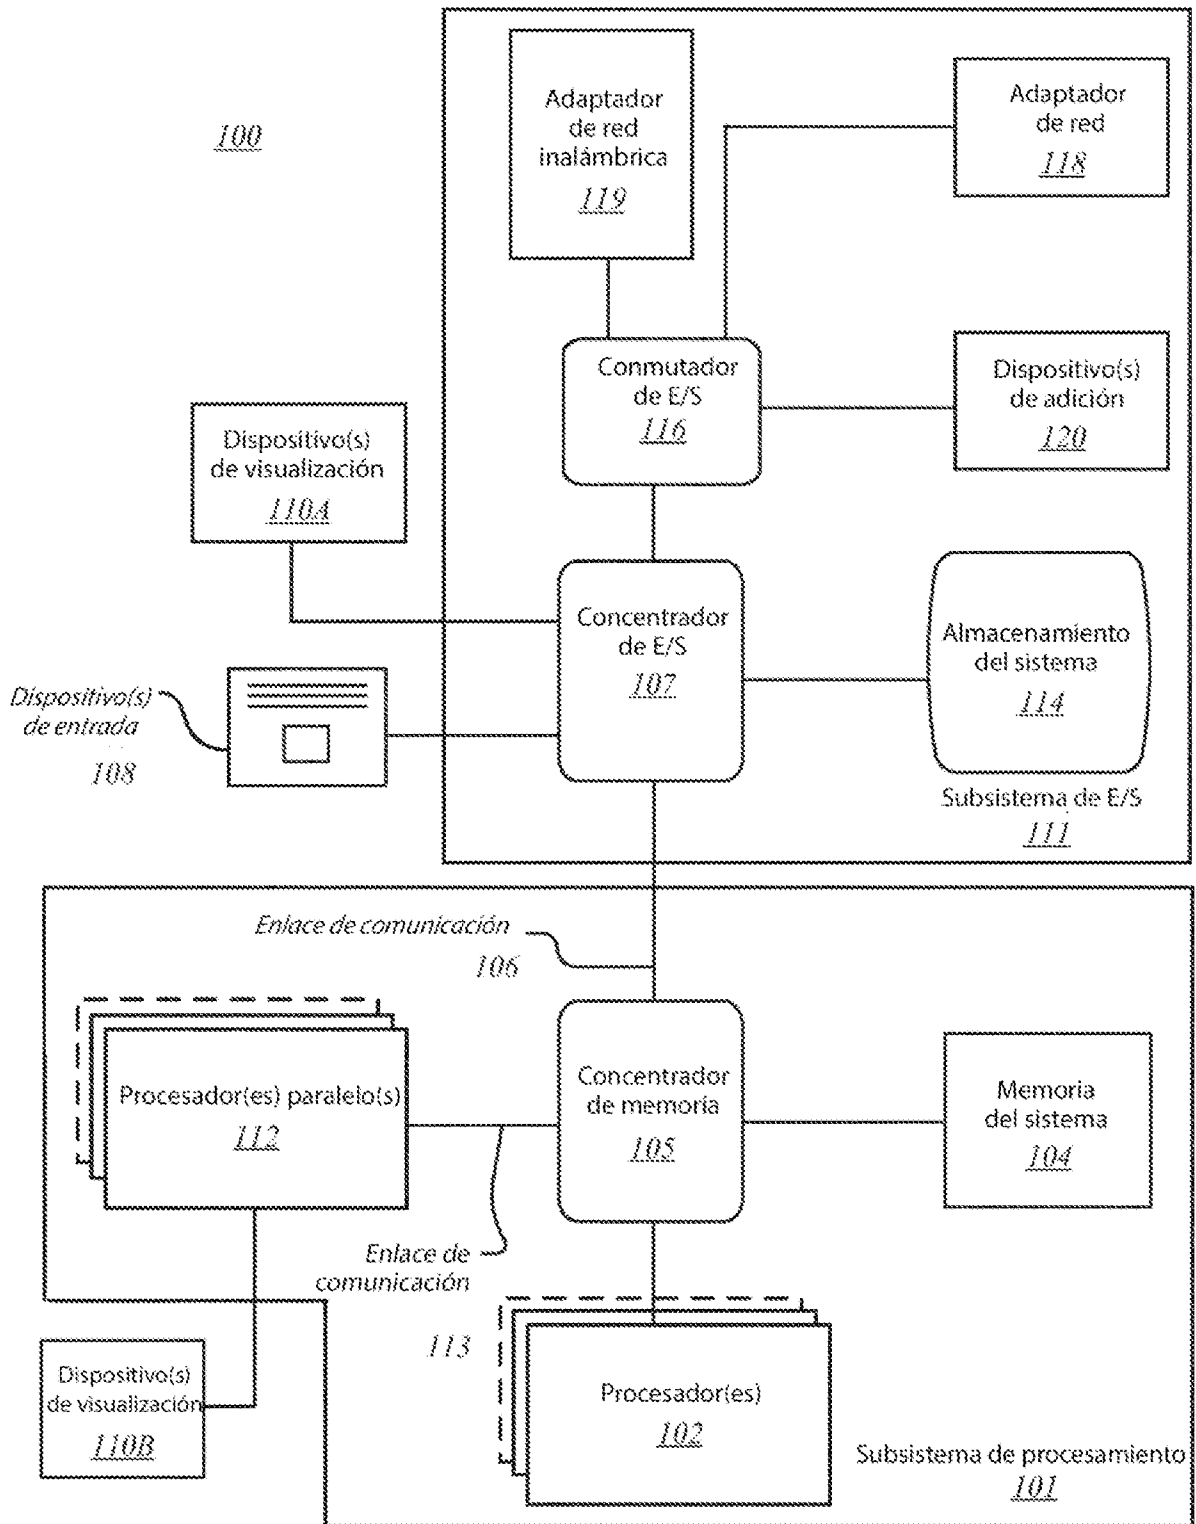 100
Adaptador
de red
inalámbrica
119
Adaptador
de red
118
Conmutador
de E/S
116
Dispositivo(s)
de adición
120
Dispositivo(s)
de visualización
110A
Concentrador
de E/S
107
Almacenamiento
del sistema
114
Dispositivo(s)
de entrada
108
Subsistema de E/S
111
Enlace de comunicación
106
Procesador(es) paralelo(s)
112
Concentrador
de memoria
105
Memoria
del sistema
104
Enlace de
comunicación
113
Dispositivo(s)
de visualización
110B
Procesador(es)
102
Subsistema de procesamiento
101